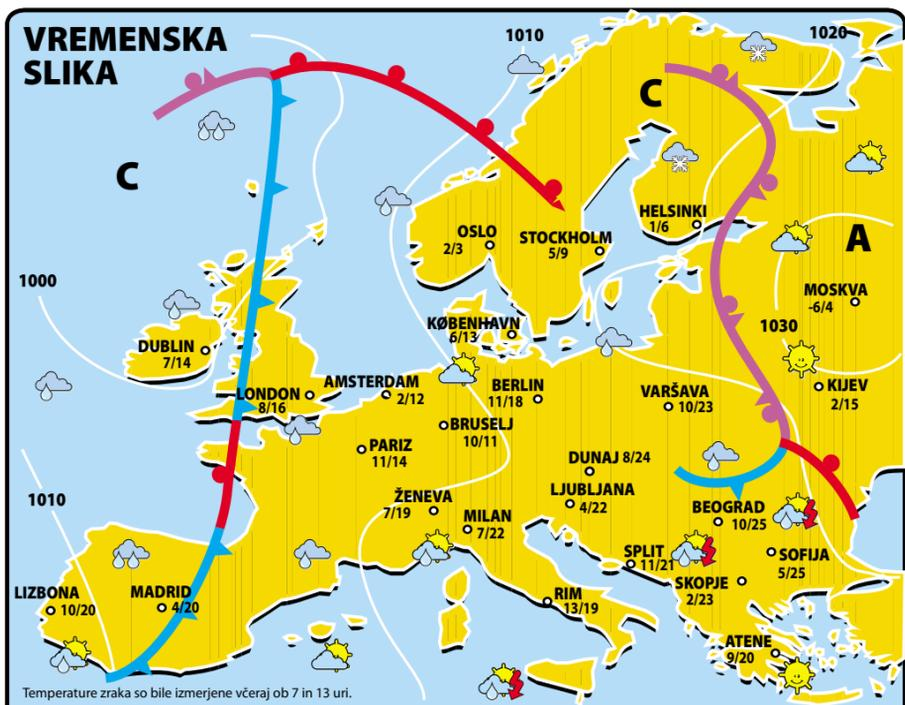 VREMENSKA
SLIKA
1010
1020
C
C
HELSINKI
1/6
OSLO
2/3
STOCKHOLM
5/9
A
1000
MOSKVA
-6/4
KØBENHAVN
6/13
1030
DUBLIN
7/14
LONDON
8/16
AMSTERDAM
2/12
BERLIN
11/18
VARŠAVA
10/23
KIJEV
2/15
BRUSELJ
10/11
PARIZ
11/14
DUNAJ 8/24
1010
ŽENEVA
7/19
LJUBLJANA
4/22
MILAN
7/22
BEOGRAD
10/25
SPLIT
11/21
SOFIJA
5/25
SKOPJE
2/23
LIZBONA
10/20
MADRID
4/20
RIM
13/19
ATENE
9/20
Temperature zraka so bile izmerjene včeraj ob 7 in 13 uri.